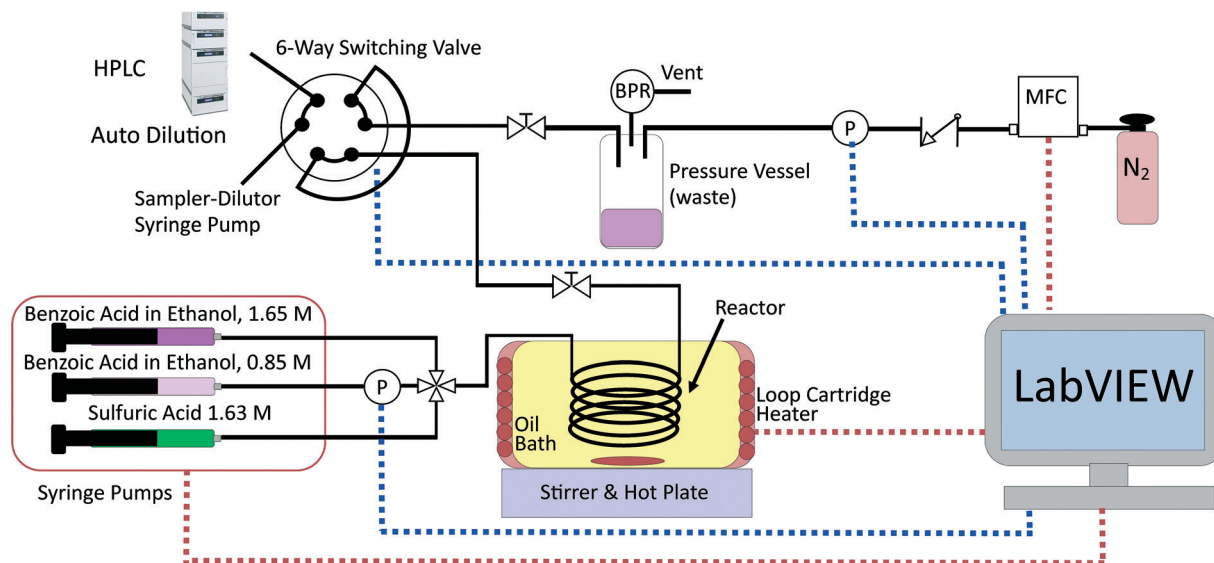 6-Way Switching Valve
HPLC
Auto Dilution
Sampler-Dilutor
Syringe Pump
BPR
Vent
Pressure Vessel
(waste)
P
MFC
N2
Benzoic Acid in Ethanol, 1.65 M
Benzoic Acid in Ethanol, 0.85 M
Sulfuric Acid 1.63 M
Syringe Pumps
P
Reactor
Oil
Bath
Loop Cartridge
Heater
Stirrer & Hot Plate
LabVIEW